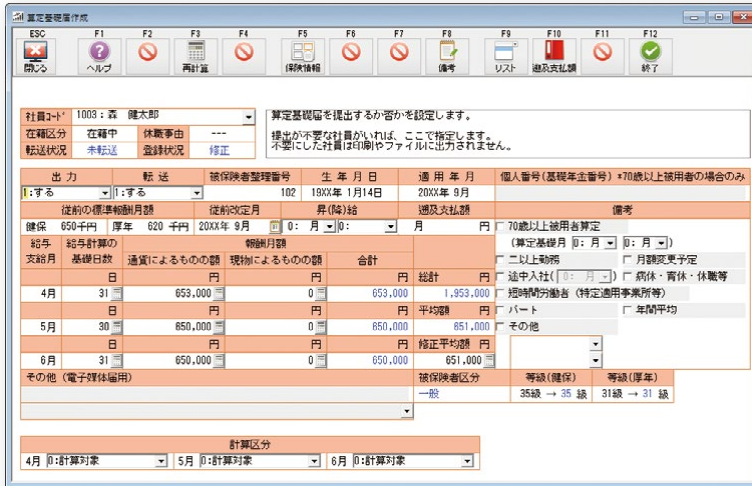 算定基礎届作成
ESC F1 F2 F3 F4 F5 F6 F7 F8 F9 F10 F11 F12
閉じる ヘルプ 再計算 保険情報 備考 リスト 遡及支払額 終了
社員コード 1003:森 健太郎
在籍区分 在籍中 休職事由 ---
転送状況 未転送 登録状況 修正
算定基礎届を提出するか否かを設定します。
提出が不要な社員がいれば、ここで指定します。
不要にした社員は印刷やファイルに出力されません。
出力 転送 被保険者整理番号 生年月日 適用年月 個人番号(基礎年金番号) *70歳以上被用者の場合のみ
1:する 1:する 102 19XX年 1月14日 20XX年 9月
従前の標準報酬月額 従前改定月 昇(降)給 遡及支払額 備考
健保 650千円 厚年 620千円 20XX年 9月 0: 月 0: 月 円 □ 70歳以上被用者算定
(算定基礎月 0: 月 0: 月)
給与支給月 給与計算の基礎日数 報酬月額
通貨によるものの額 現物によるものの額 合計
□ 二以上勤務 □ 月額変更予定
日 円 円 円 総計 円 □ 途中入社( 0: 月 ) □ 病休・育休・休職等
4月 31 653,000 0 653,000 1,953,000 □ 短時間労働者(特定適用事業所等)
日 円 円 円 平均額 円 □ パート □ 年間平均
5月 30 650,000 0 650,000 651,000 □ その他
日 円 円 円 修正平均額 円
6月 31 650,000 0 650,000 651,000
その他(電子媒体届用) 被保険者区分 等級(健保) 等級(厚年)
一般 35級 → 35 級 31級 → 31 級
計算区分
4月 0:計算対象 5月 0:計算対象 6月 0:計算対象